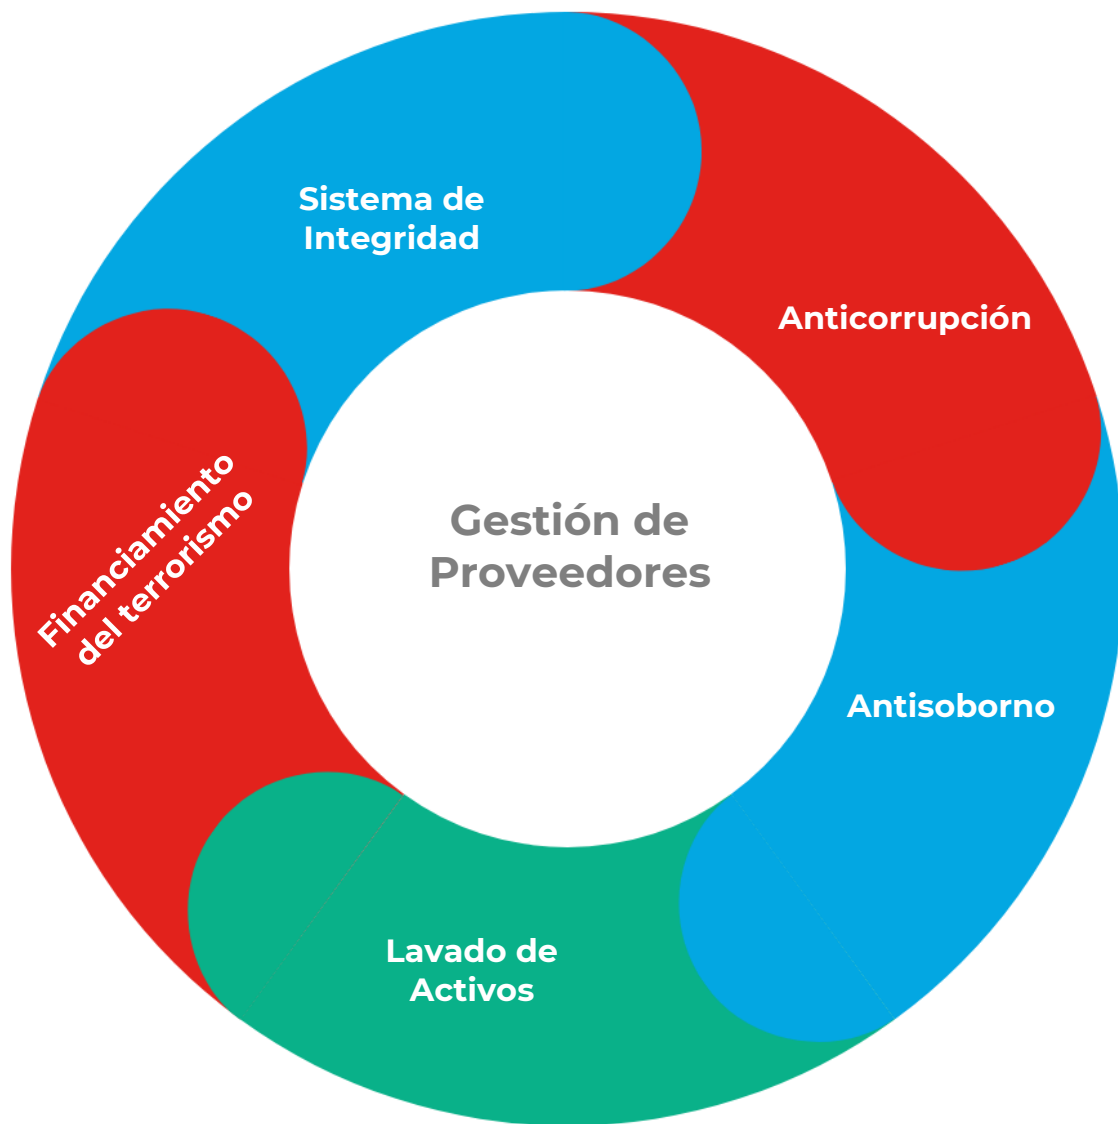 Sistema de
Integridad
Anticorrupción
Financiamiento
del terrorismo
Gestión de
Proveedores
Antisoborno
Lavado de
Activos